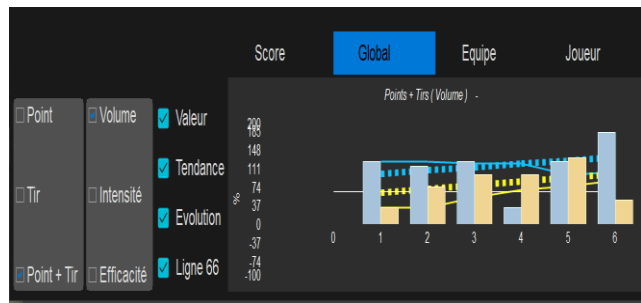 Score Global Equipe Joueur
Points + Tirs ( Volume )   -
Point
Volume
Valeur
Tendance
Tir
Intensité
Evolution
Point + Tir
Efficacité
Ligne 66
%
200
185
148
111
74
37
0
-37
-74
-100
0 1 2 3 4 5 6